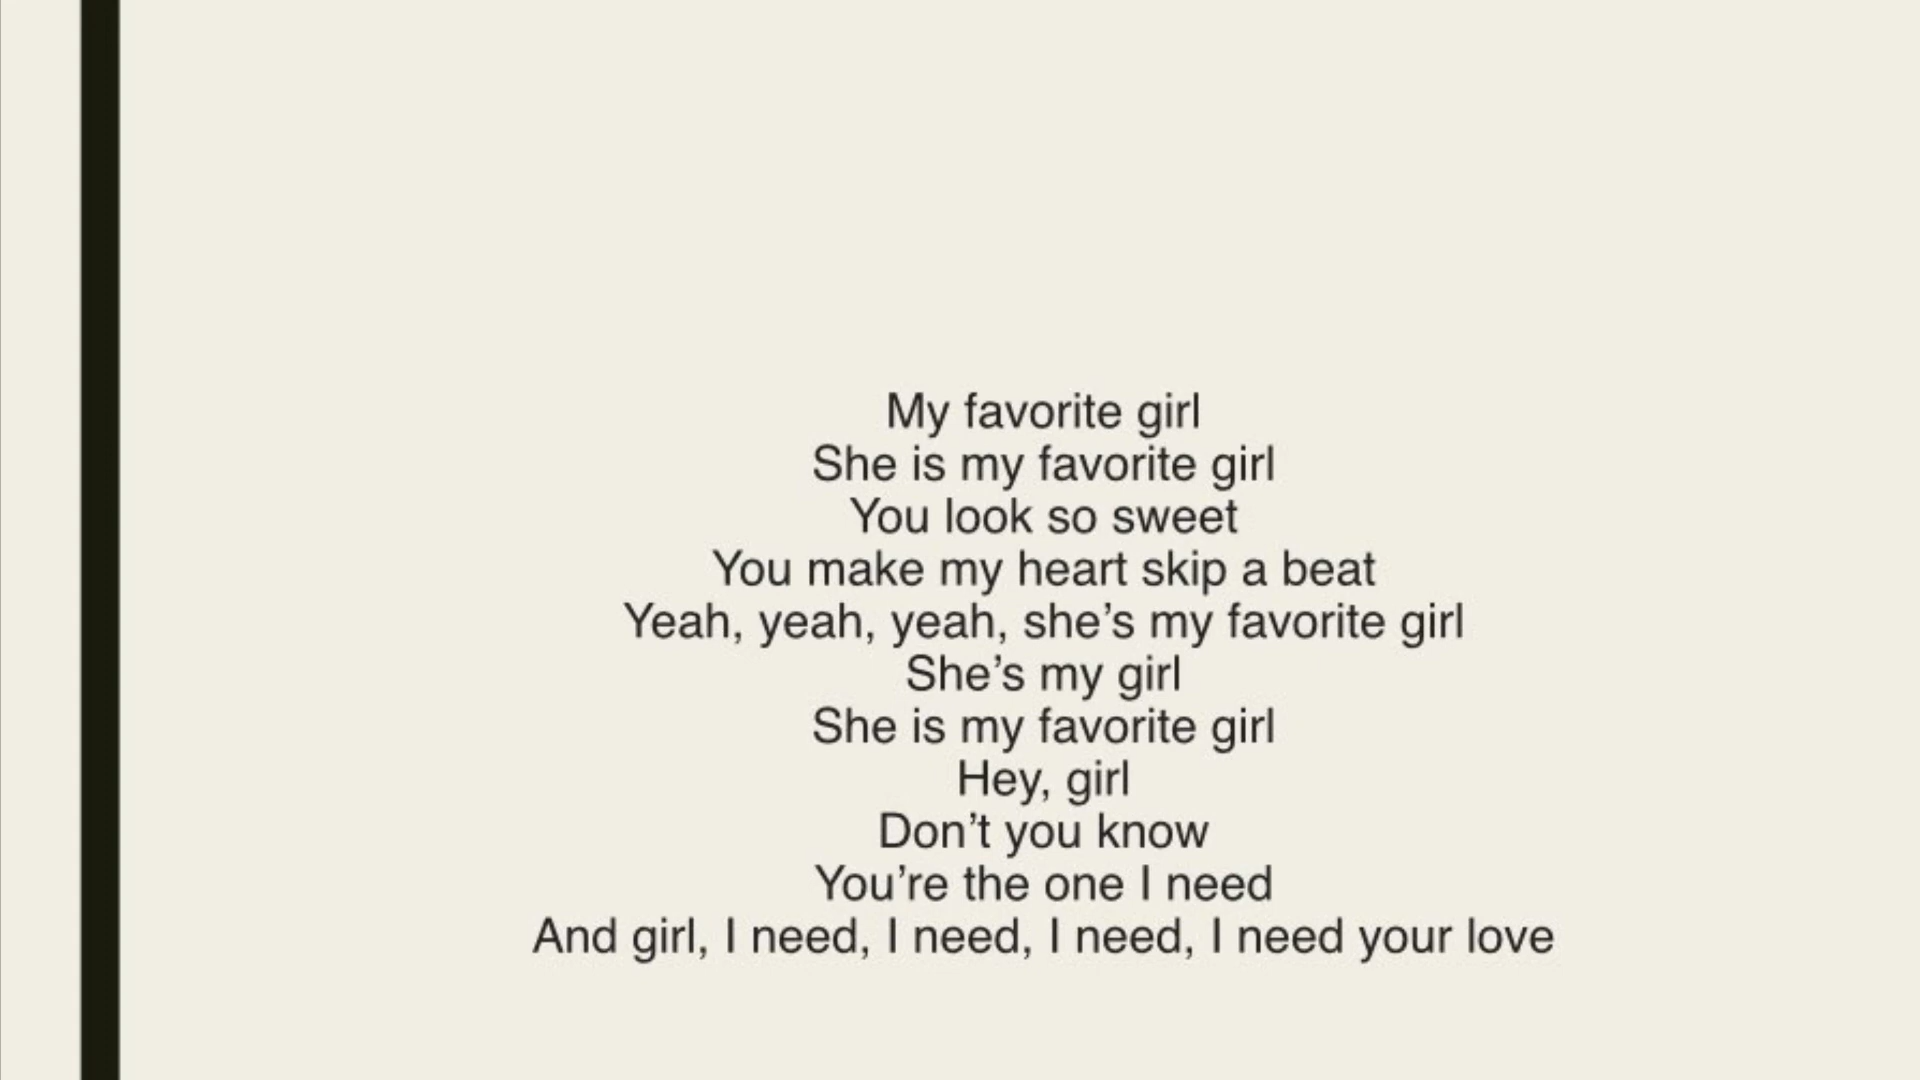 My favorite girl
She is my favorite girl
You look so sweet
You make my heart skip a beat
Yeah, yeah, yeah, she’s my favorite girl
She’s my girl
She is my favorite girl
Hey, girl
Don’t you know
You’re the one I need
And girl, I need, I need, I need, I need your love